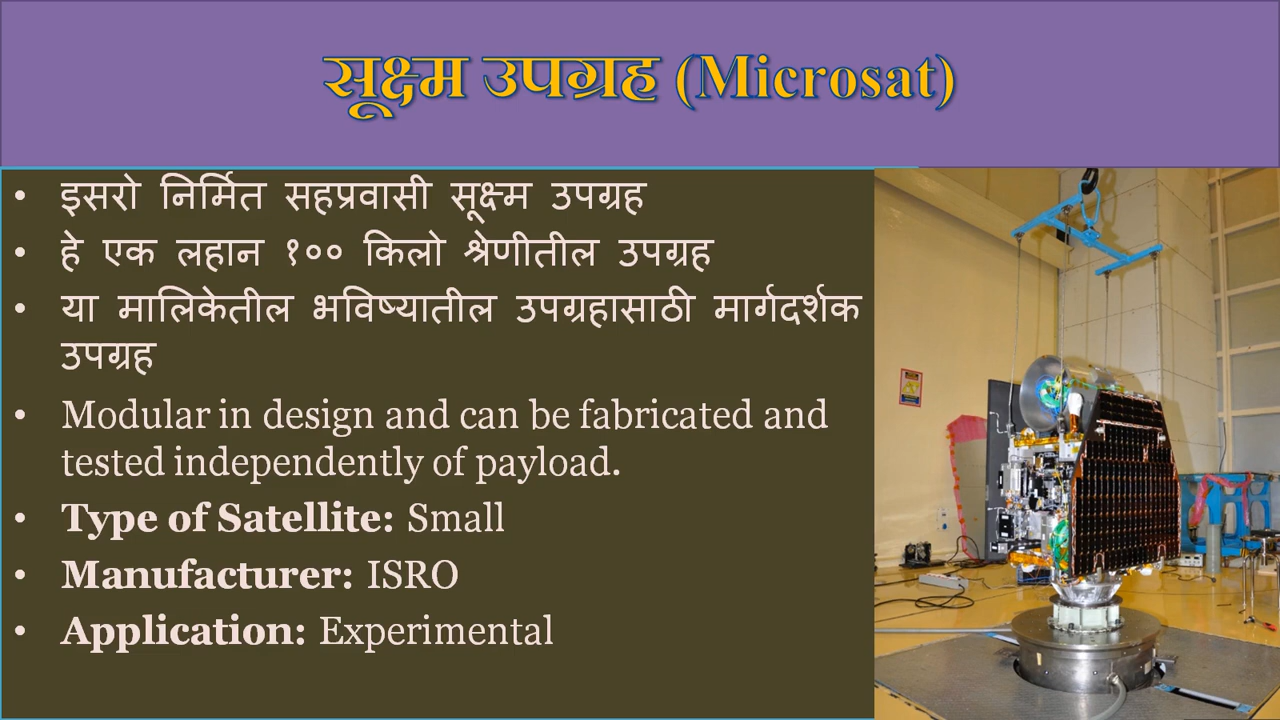 सूक्ष्म उपग्रह (Microsat)
• इसरो निर्मित सहप्रवासी सूक्ष्म उपग्रह
• हे एक लहान १०० किलो श्रेणीतील उपग्रह
• या मालिकेतील भविष्यातील उपग्रहासाठी मार्गदर्शक
उपग्रह
• Modular in design and can be fabricated and
tested independently of payload.
• Type of Satellite: Small
• Manufacturer: ISRO
• Application: Experimental